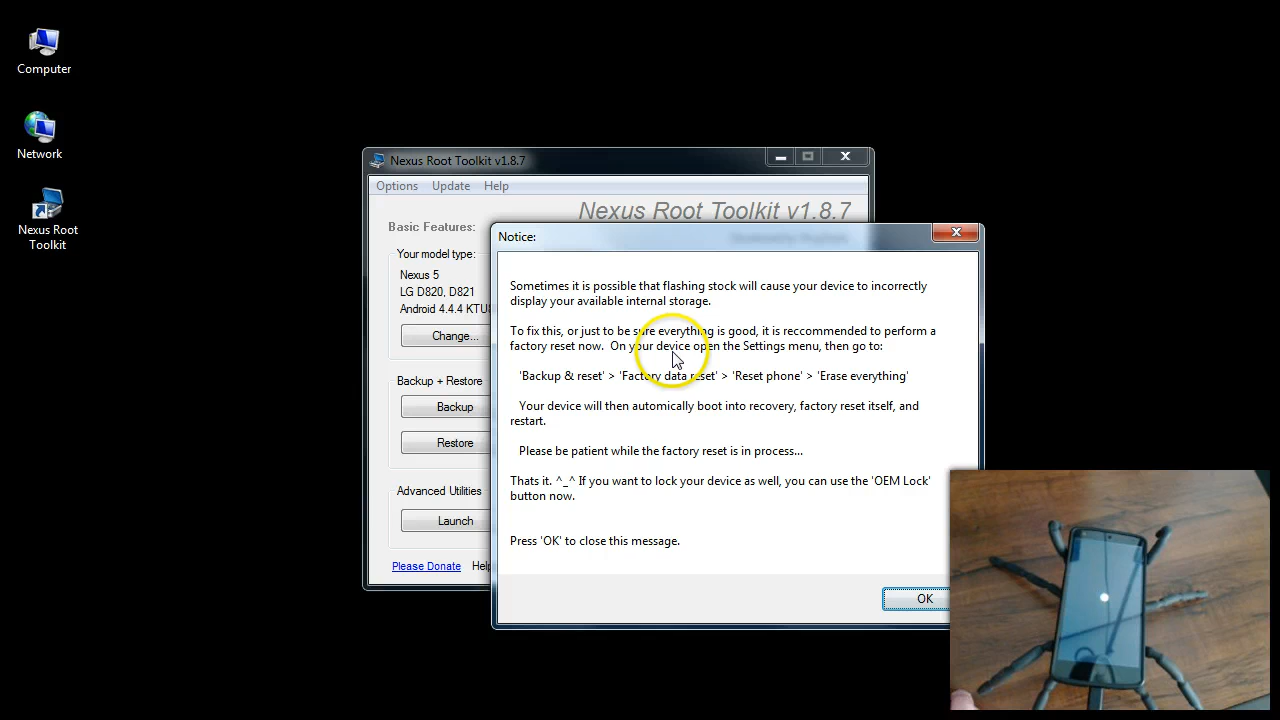 Computer
Network
Nexus Root
Toolkit
Nexus Root Toolkit v1.8.7
Options Update Help
Nexus Root Toolkit v1.8.7
Basic Features:
Your model type:
Nexus 5
LG D820, D821
Android 4.4.4 KTU8
Change...
Backup + Restore
Backup
Restore
Advanced Utilities
Launch
Please Donate Help
Notice:
Sometimes it is possible that flashing stock will cause your device to incorrectly
display your available internal storage.
To fix this, or just to be sure everything is good, it is reccommended to perform a
factory reset now. On your device open the Settings menu, then go to:
'Backup & reset' > 'Factory data reset' > 'Reset phone' > 'Erase everything'
Your device will then automically boot into recovery, factory reset itself, and
restart.
Please be patient while the factory reset is in process...
Thats it. ^_^ If you want to lock your device as well, you can use the 'OEM Lock'
button now.
Press 'OK' to close this message.
OK